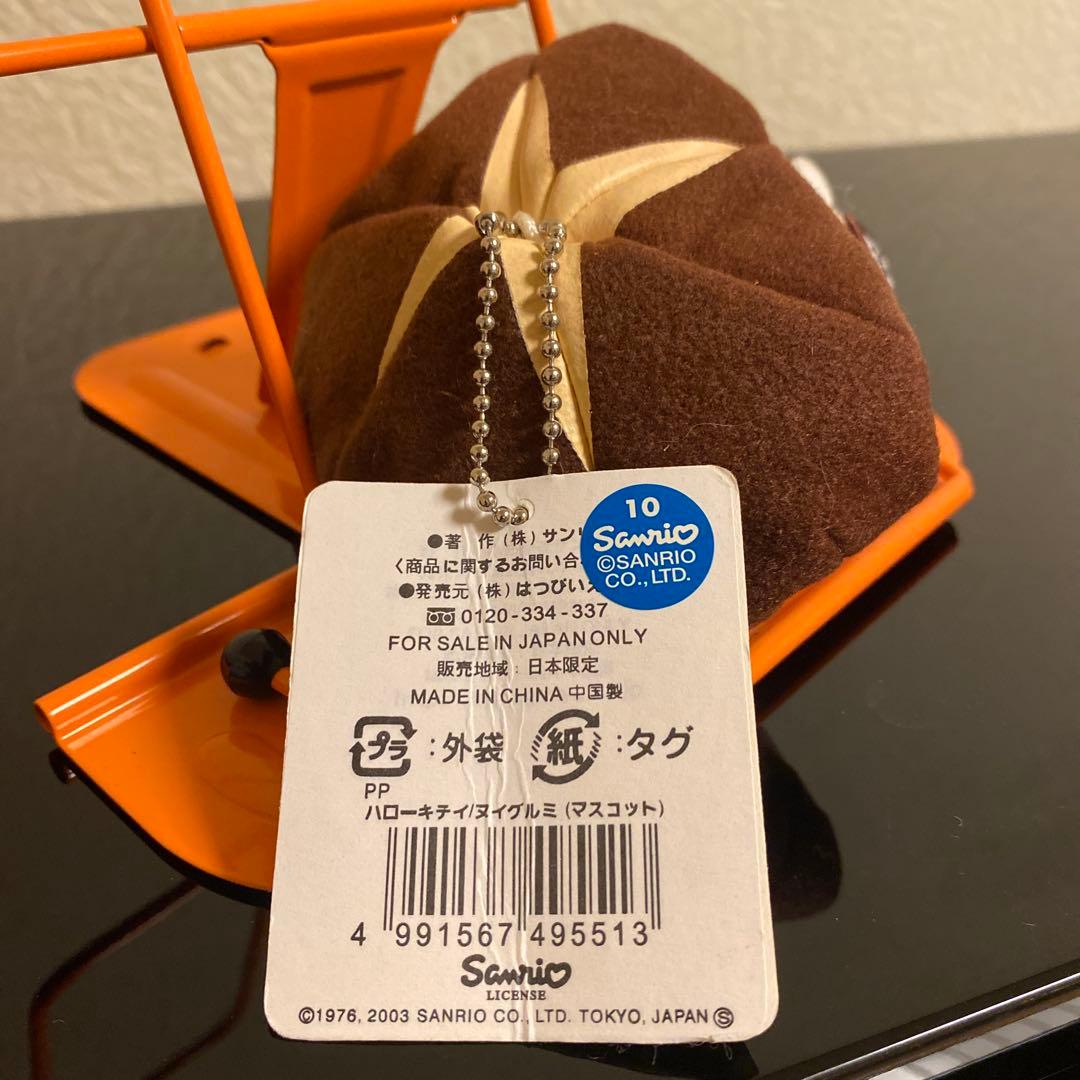 10
Sanrio
©SANRIO
CO., LTD.
●著 作 (株) サン
〈商品に関するお問い合
●発売元 (株) はつびいえ
0120-334-337
FOR SALE IN JAPAN ONLY
販売地域: 日本限定
MADE IN CHINA 中国製
プラ : 外袋 紙 : タグ
PP
ハローキテイ/ヌイグルミ (マスコット)
4 991567 495513
Sanrio
LICENSE
©1976, 2003 SANRIO CO., LTD. TOKYO, JAPAN Ⓢ